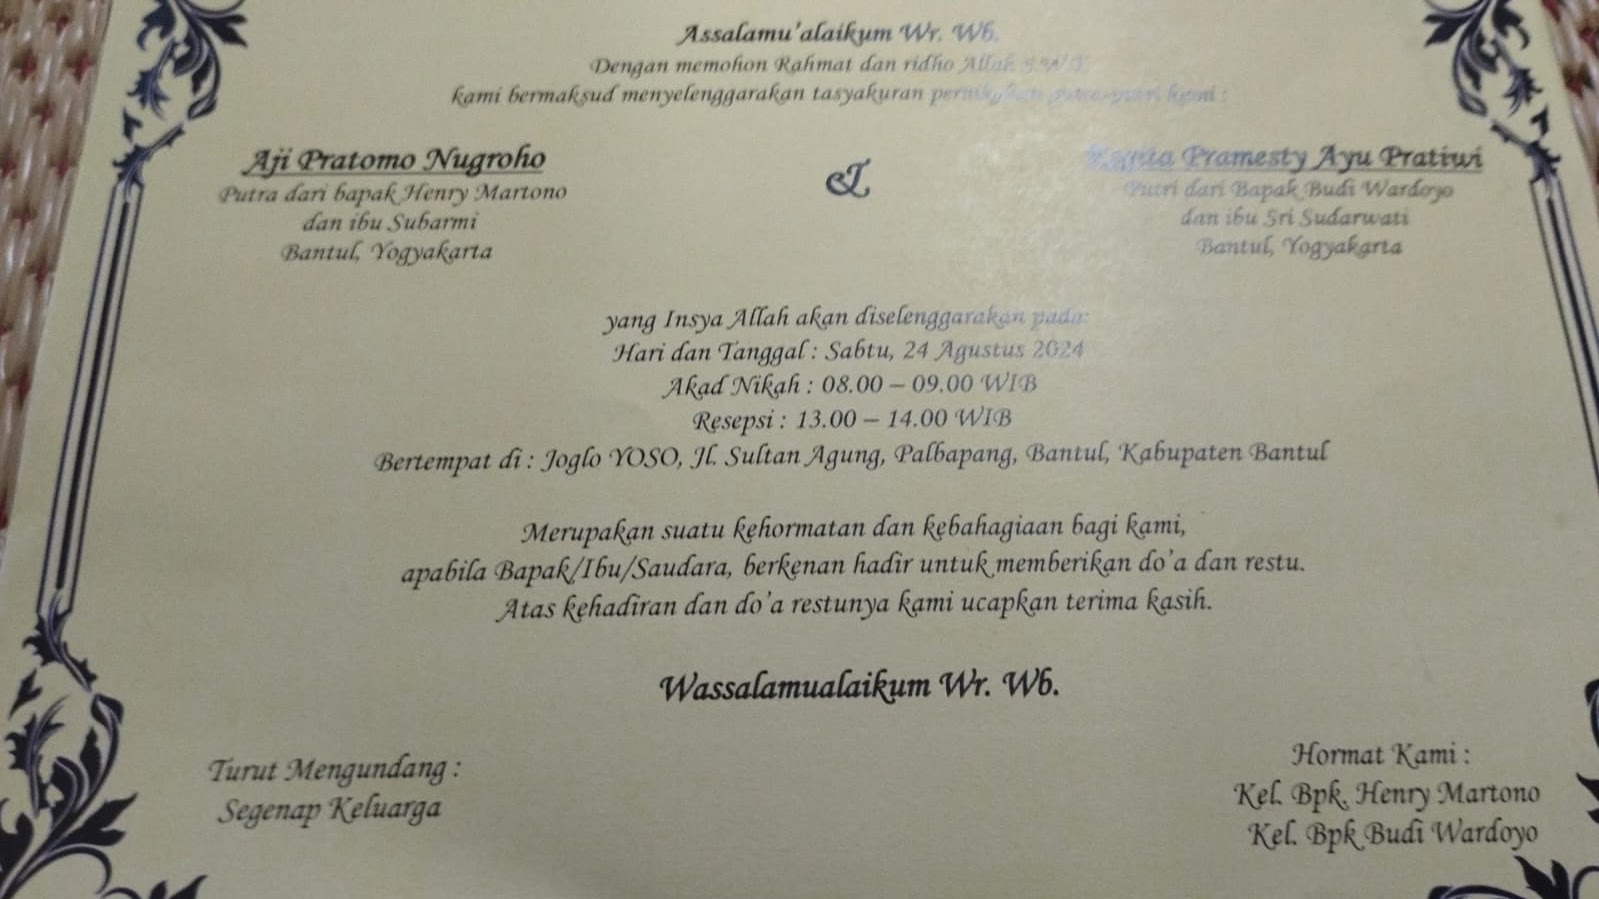 Assalamu'alaikum Wr. Wb.
Dengan memohon Rahmat dan ridho Allah SWT
kami bermaksud menyelenggarakan tasyakuran pernikahan putra-putri kami :
Aji Pratomo Nugroho
Putra dari bapak Henry Martono
dan ibu Subarmi
Bantul, Yogyakarta
&
Pramesty Ayu Pratiwi
Putri dari Bapak Budi Wardoyo
dan ibu Sri Sudarwati
Bantul, Yogyakarta
yang Insya Allah akan diselenggarakan pada:
Hari dan Tanggal : Sabtu, 24 Agustus 2024
Akad Nikah : 08.00 – 09.00 WIB
Resepsi : 13.00 – 14.00 WIB
Bertempat di : Joglo YOSO, Jl. Sultan Agung, Palbapang, Bantul, Kabupaten Bantul
Merupakan suatu kehormatan dan kebahagiaan bagi kami,
apabila Bapak/Ibu/Saudara, berkenan hadir untuk memberikan do'a dan restu.
Atas kehadiran dan do'a restunya kami ucapkan terima kasih.
Wassalamualaikum Wr. Wb.
Turut Mengundang :
Segenap Keluarga
Hormat Kami :
Kel. Bpk. Henry Martono
Kel. Bpk Budi Wardoyo